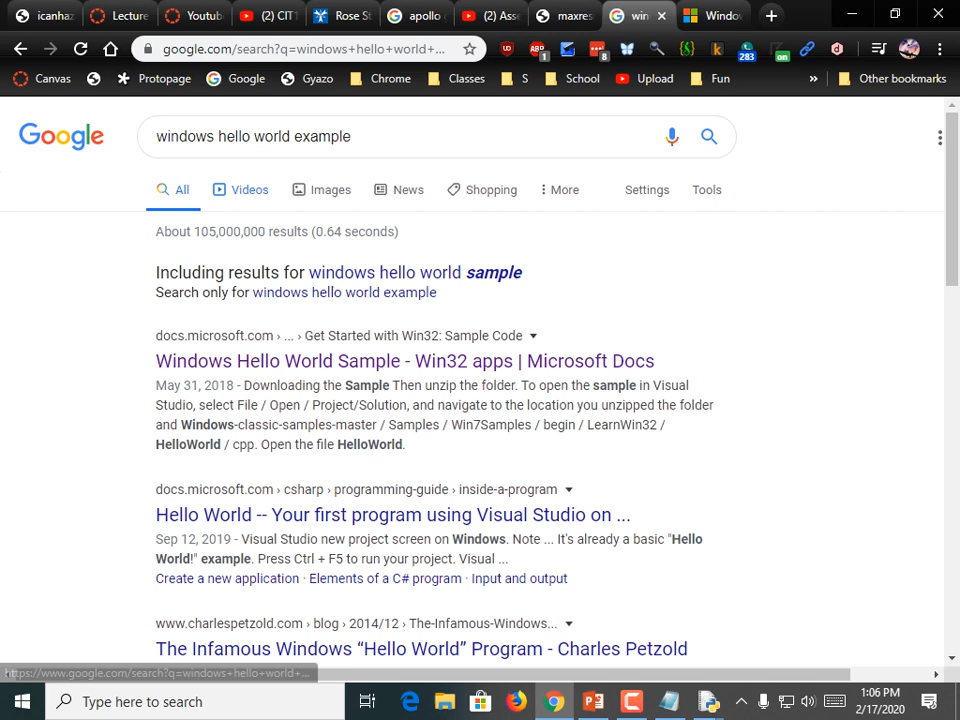 icanhaz
Lecture
Youtub
(2) CIT
Rose St
apollo
(2) Ass
maxres
win
Windo
google.com/search?q=windows+hello+world+...
1
8
283
on
Canvas
Protopage
Google
Gyazo
Chrome
Classes
S
School
Upload
Fun
»
Other bookmarks
Google
windows hello world example
All
Videos
Images
News
Shopping
More
Settings
Tools
About 105,000,000 results (0.64 seconds)
Including results for windows hello world sample
Search only for windows hello world example
docs.microsoft.com › ... › Get Started with Win32: Sample Code
Windows Hello World Sample - Win32 apps | Microsoft Docs
May 31, 2018 - Downloading the Sample Then unzip the folder. To open the sample in Visual
Studio, select File / Open / Project/Solution, and navigate to the location you unzipped the folder
and Windows-classic-samples-master / Samples / Win7Samples / begin / LearnWin32 /
HelloWorld / cpp. Open the file HelloWorld.
docs.microsoft.com › csharp › programming-guide › inside-a-program
Hello World -- Your first program using Visual Studio on ...
Sep 12, 2019 - Visual Studio new project screen on Windows. Note ... It's already a basic "Hello
World!" example. Press Ctrl + F5 to run your project. Visual ...
Create a new application · Elements of a C# program · Input and output
www.charlespetzold.com › blog › 2014/12 › The-Infamous-Windows...
The Infamous Windows “Hello World” Program - Charles Petzold
https://www.google.com/search?q=windows+hello+world+...
Type here to search
1:06 PM
2/17/2020